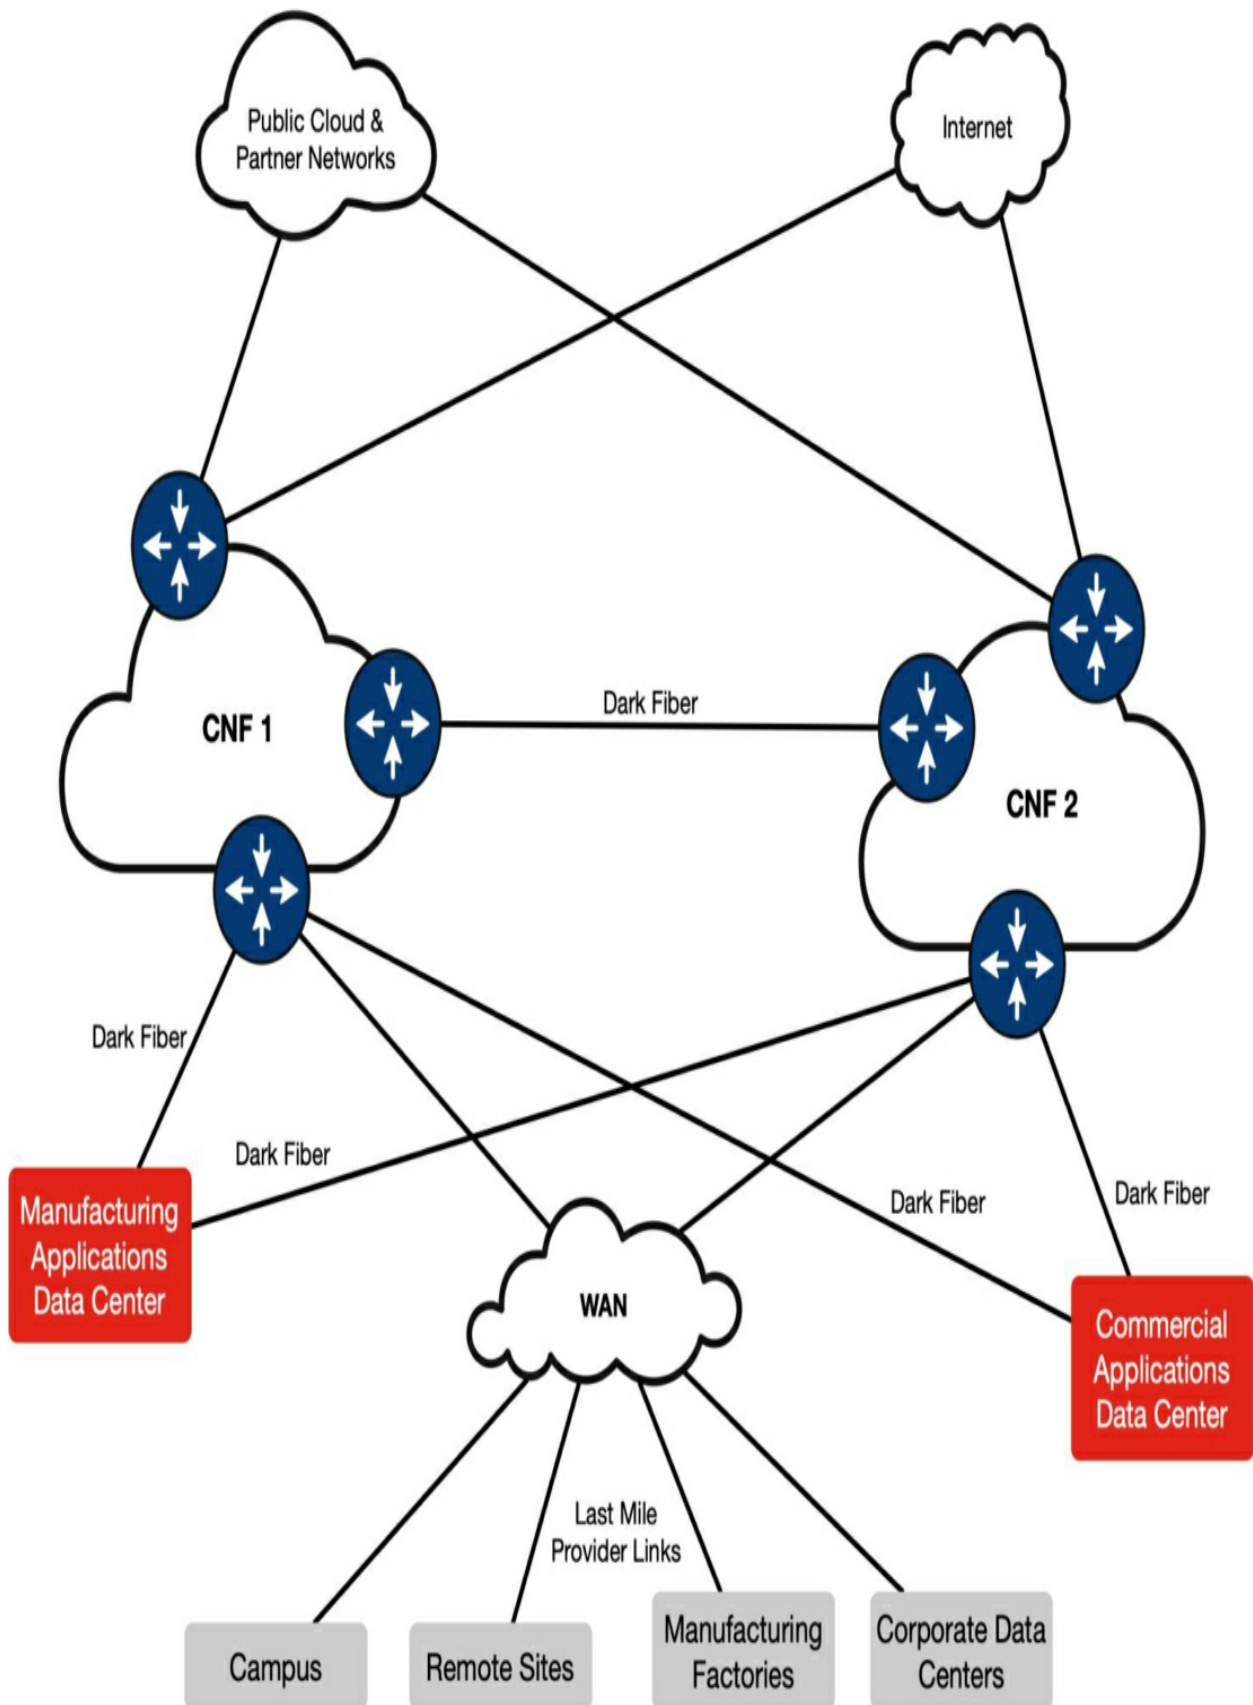 Public Cloud &
Partner Networks
Internet
CNF 1
Dark Fiber
CNF 2
Dark Fiber
Dark Fiber
Dark Fiber
Dark Fiber
Manufacturing
Applications
Data Center
WAN
Commercial
Applications
Data Center
Last Mile
Provider Links
Campus
Remote Sites
Manufacturing
Factories
Corporate Data
Centers